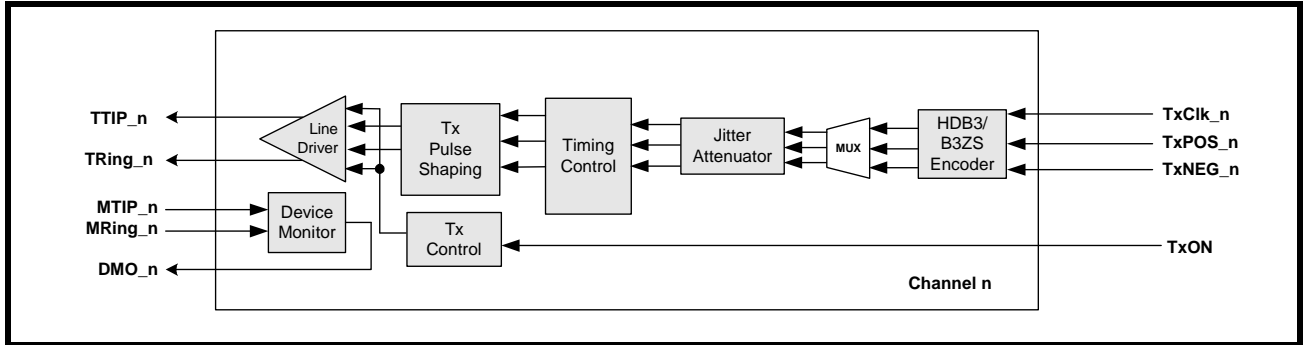 TTIP_n
TRing_n
MTIP_n
MRing_n
DMO_n
Line
Driver
Device
Monitor
Tx
Pulse
Shaping
Tx
Control
Timing
Control
Jitter
Attenuator
MUX
HDB3/
B3ZS
Encoder
TxClk_n
TxPOS_n
TxNEG_n
TxON
Channel n